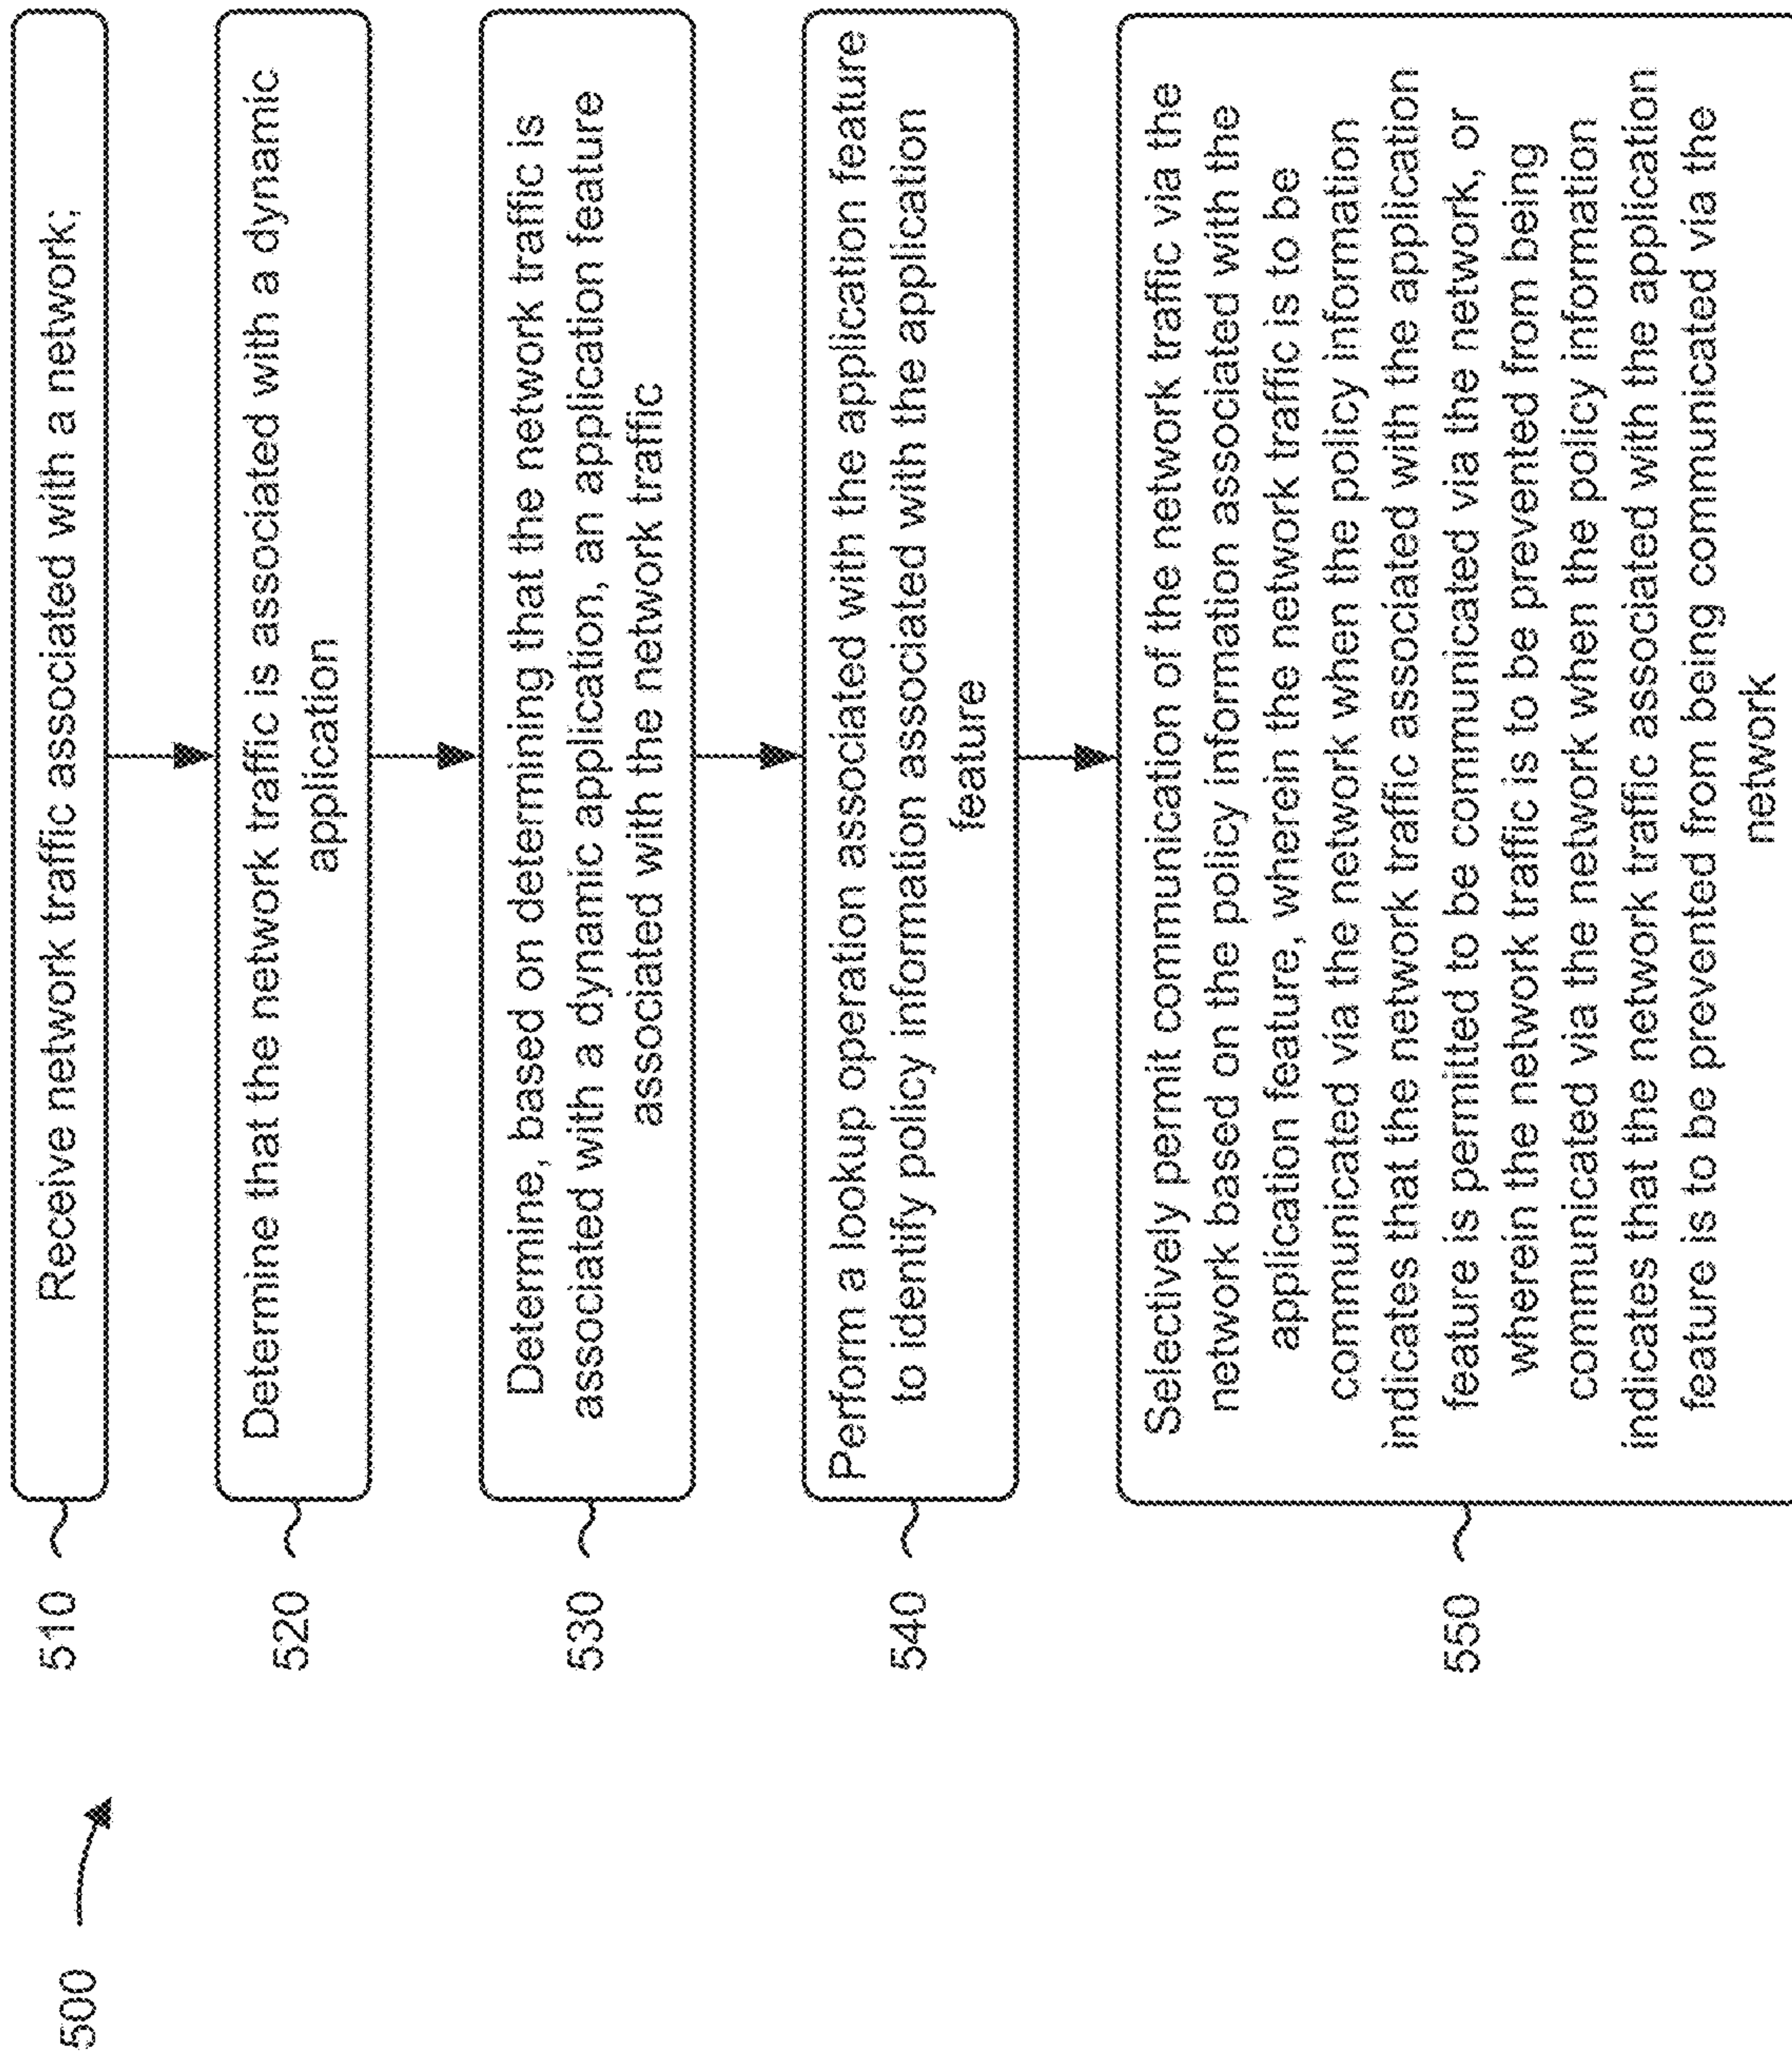 500
510
Receive network traffic associated with a network;
520
Determine that the network traffic is associated with a dynamic
application
530
Determine, based on determining that the network traffic is
associated with a dynamic application, an application feature
associated with the network traffic
540
Perform a lookup operation associated with the application feature
to identify policy information associated with the application
feature
550
Selectively permit communication of the network traffic via the
network based on the policy information associated with the
application feature, wherein the network traffic is to be
communicated via the network when the policy information
indicates that the network traffic associated with the application
feature is permitted to be communicated via the network, or
wherein the network traffic is to be prevented from being
communicated via the network when the policy information
indicates that the network traffic associated with the application
feature is to be prevented from being communicated via the
network